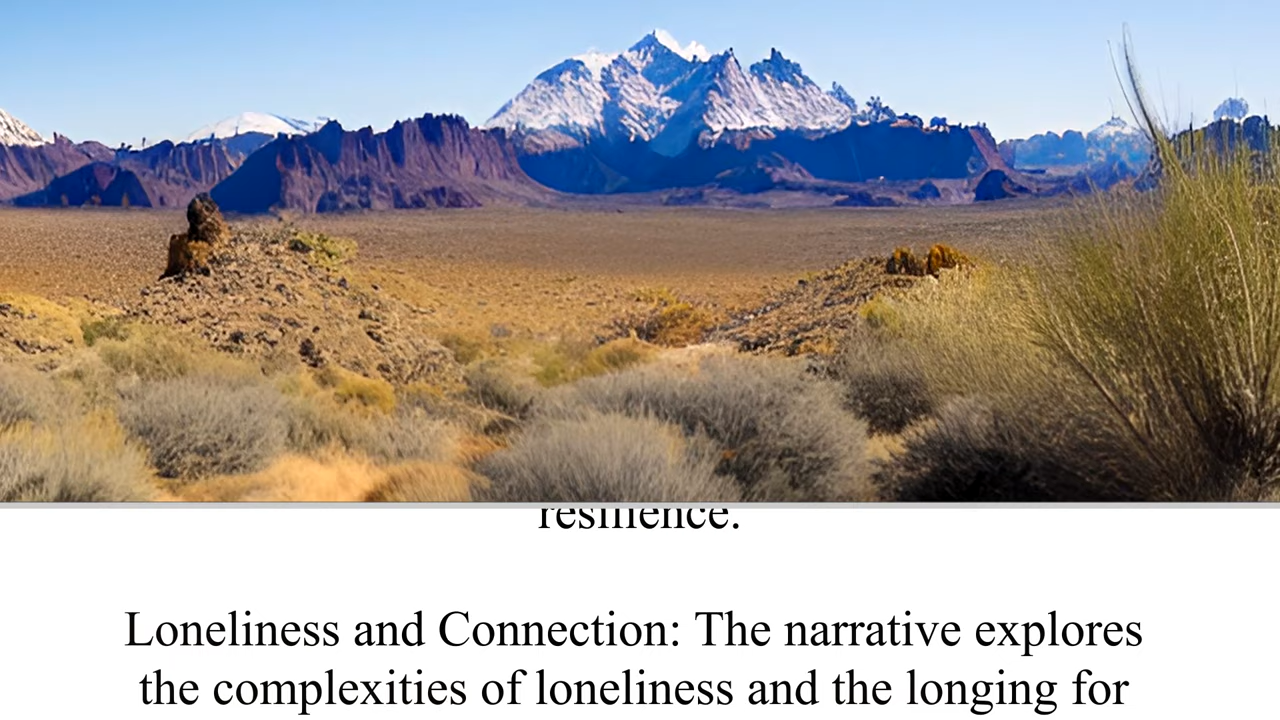 resilience.
Loneliness and Connection: The narrative explores
the complexities of loneliness and the longing for